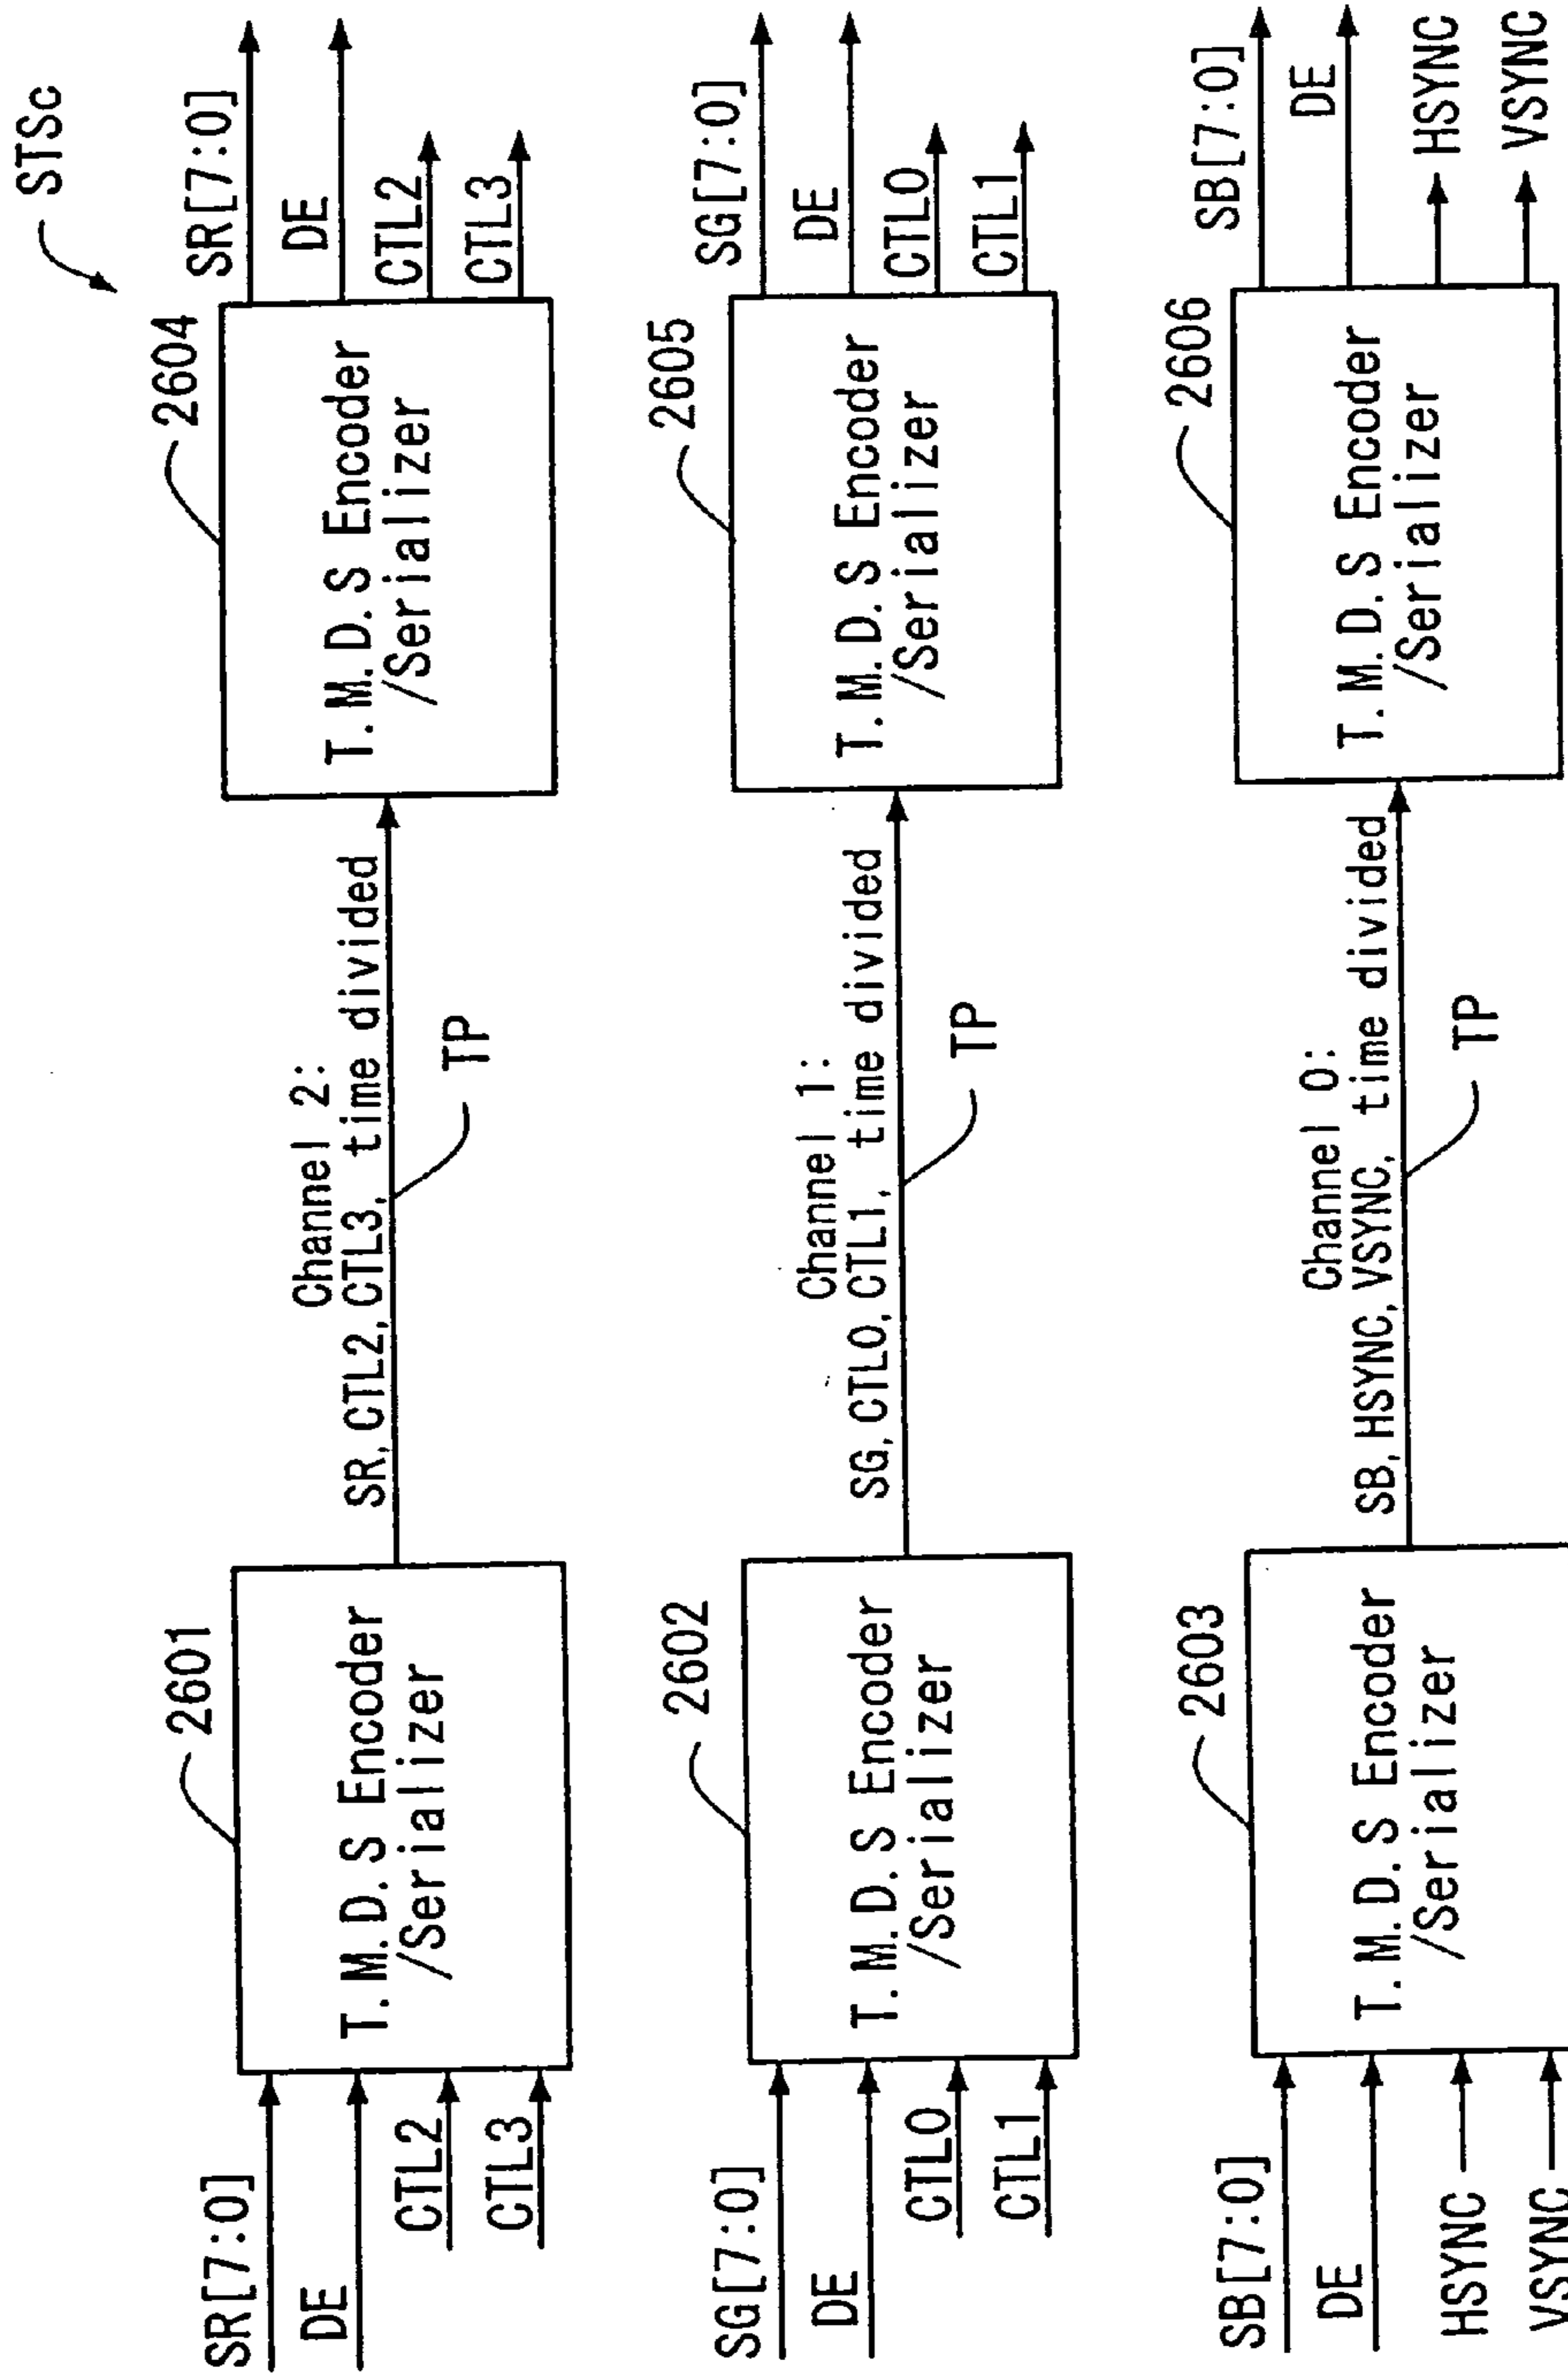 STSc
SR[7:0]
DE
CTL2
CTL3
2601
T.M.D.S Encoder
/Serializer
Channel 2:
SR, CTL2, CTL3, time divided
TP
2604
T.M.D.S Encoder
/Serializer
SR[7:0]
DE
CTL2
CTL3
SG[7:0]
DE
CTL0
CTL1
2602
T.M.D.S Encoder
/Serializer
Channel 1:
SG, CTL0, CTL1, time divided
TP
2605
T.M.D.S Encoder
/Serializer
SG[7:0]
DE
CTL0
CTL1
SB[7:0]
DE
HSYNC
VSYNC
2603
T.M.D.S Encoder
/Serializer
Channel 0:
SB, HSYNC, VSYNC, time divided
TP
2606
T.M.D.S Encoder
/Serializer
SB[7:0]
DE
HSYNC
VSYNC